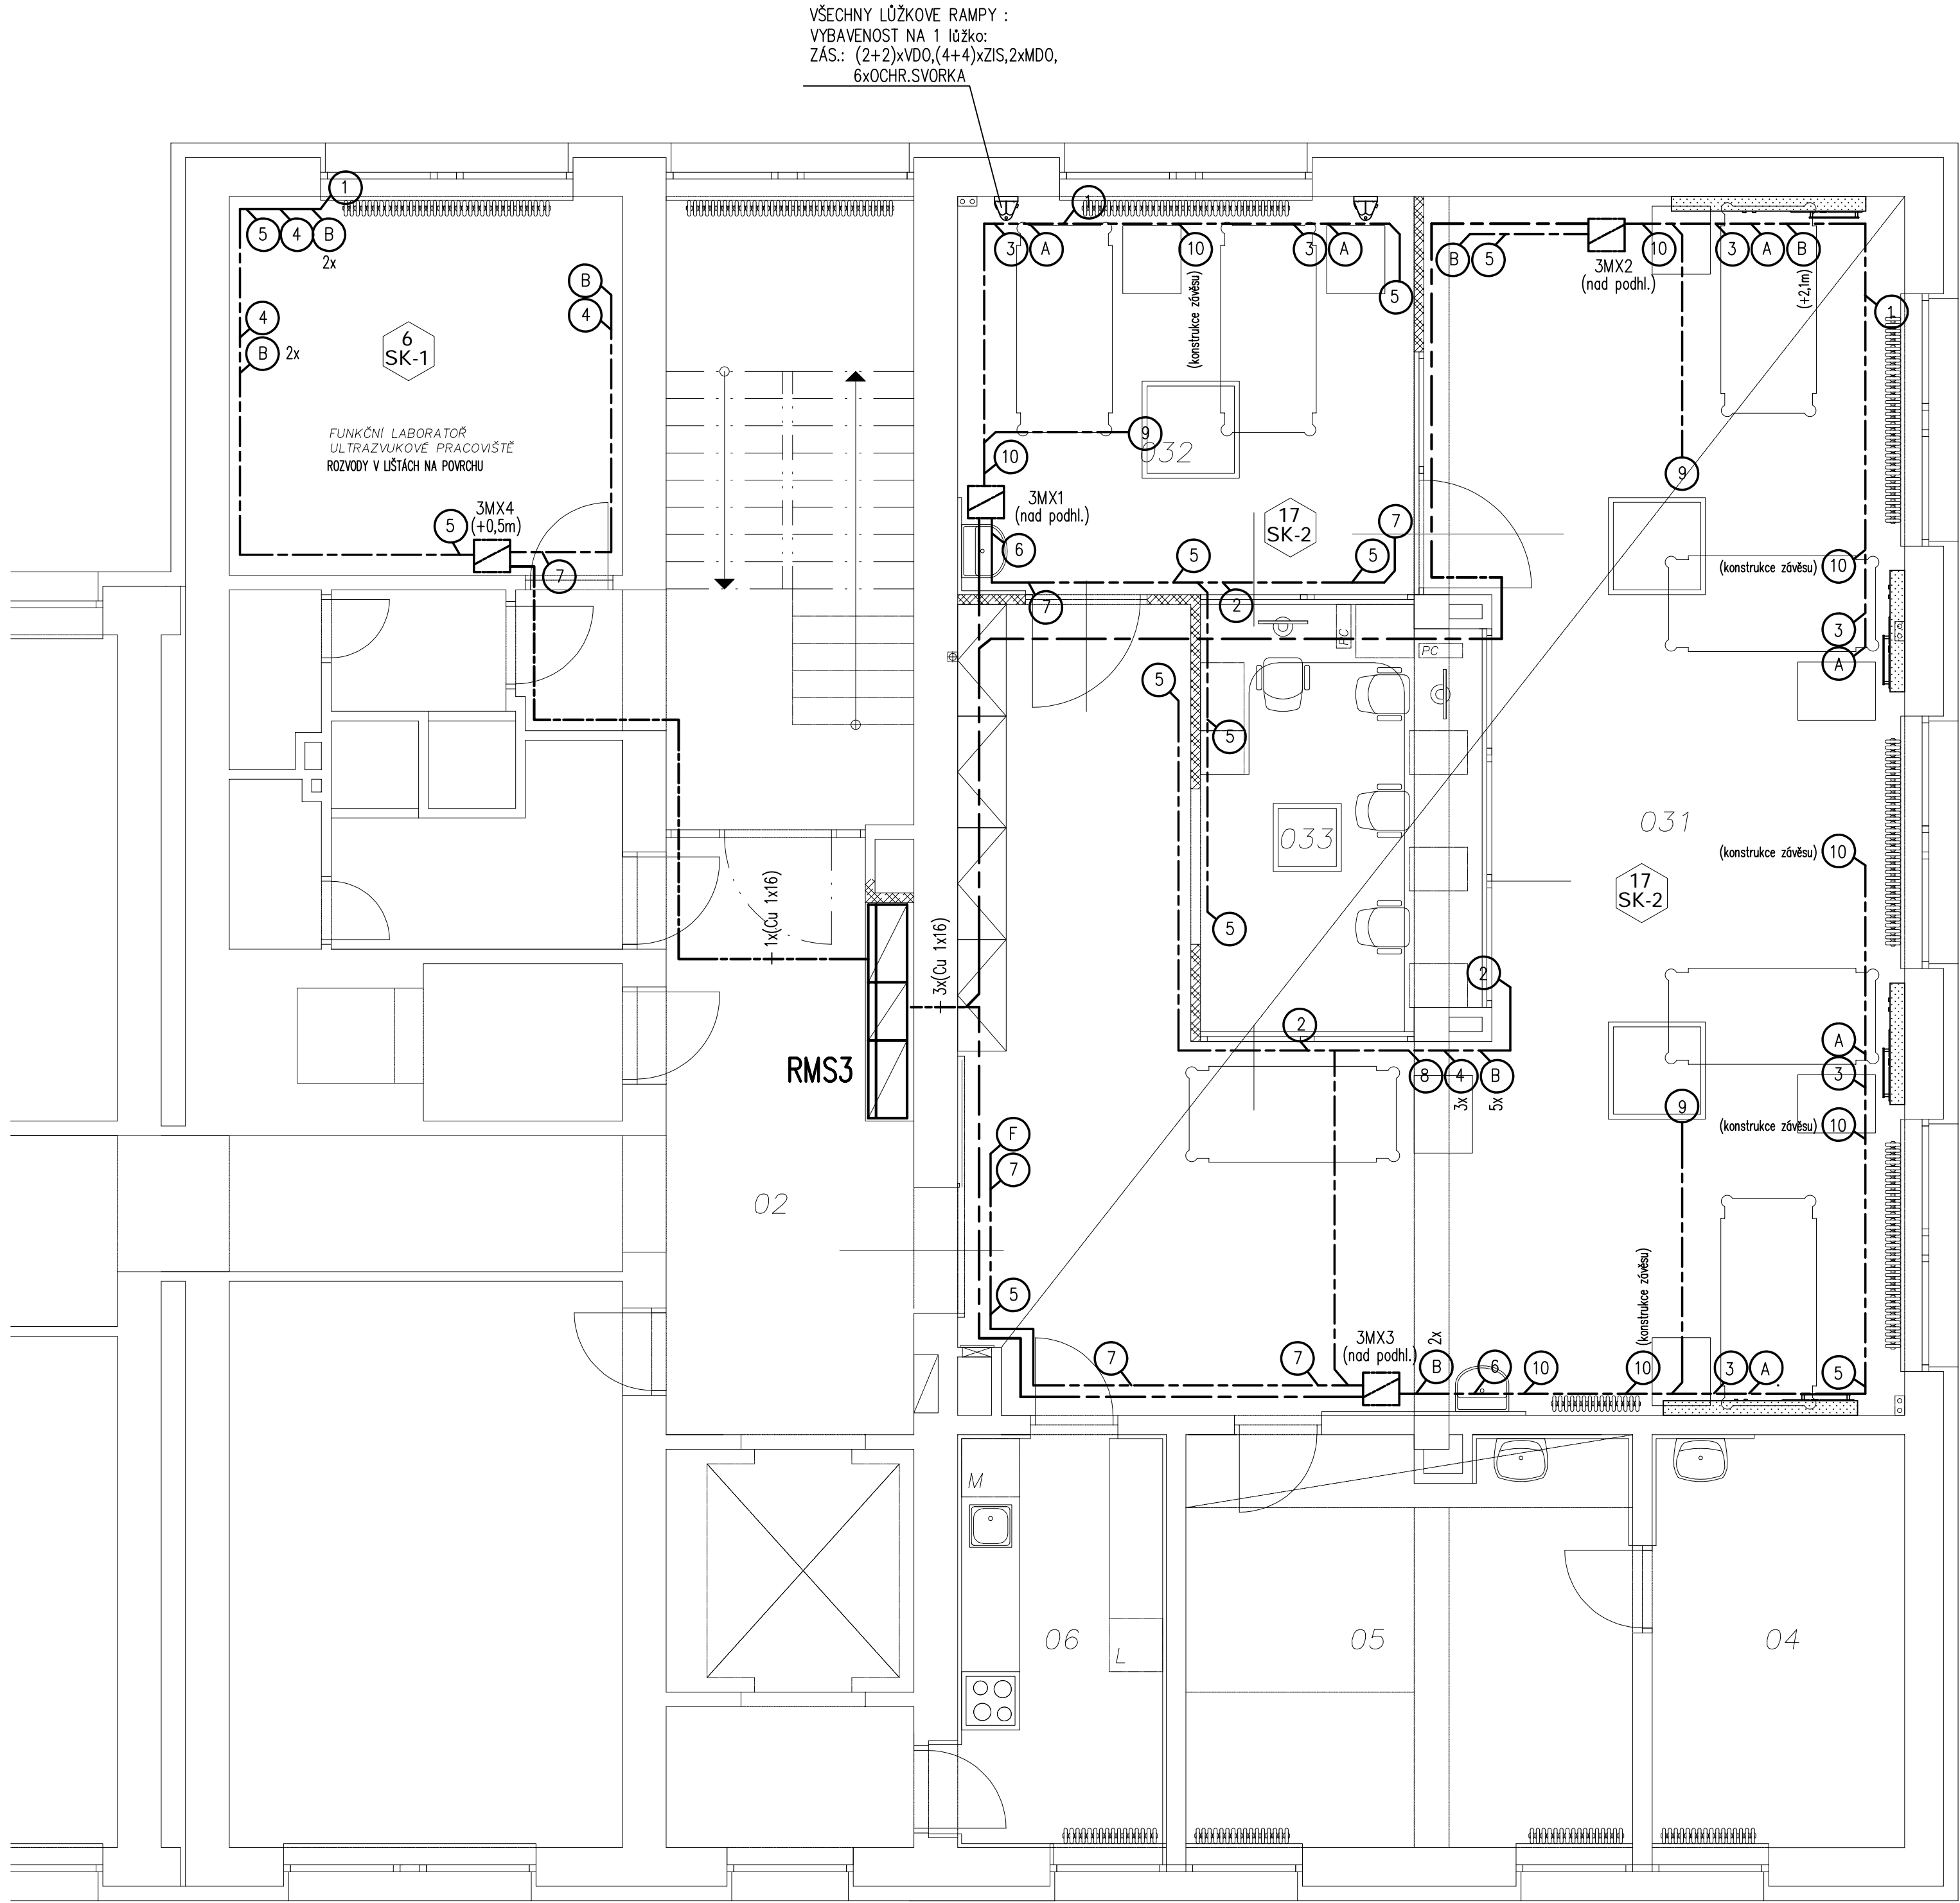 VŠECHNY LŮŽKOVE RAMPY :
VYBAVENOST NA 1 lůžko:
ZÁS.: (2+2)xVDO,(4+4)xZIS,2xMDO,
6xOCHR.SVORKA
1
5
4
B
2x
4
B
2x
B
4
6
SK-1
FUNKČNÍ LABORATOŘ
ULTRAZVUKOVÉ PRACOVIŠTĚ
ROZVODY V LIŠTÁCH NA POVRCHU
5
3MX4
(+0,5m)
7
1
3
A
10
3
A
5
(konstrukce závěsu)
9
032
10
3MX1
(nad podhl.)
6
17
SK-2
7
5
5
7
2
B
5
3MX2
(nad podhl.)
10
3
A
B
(+2,1m)
1
9
(konstrukce závěsu)
10
3
A
PC
PC
5
5
5
033
031
(konstrukce závěsu)
10
17
SK-2
1x(Cu 1x16)
3x(Cu 1x16)
RMS3
2
2
8
4
B
3x
5x
A
3
9
(konstrukce závěsu)
10
F
7
02
5
(konstrukce závěsu)
7
7
3MX3
(nad podhl.)
2x
B
6
10
10
3
A
5
M
L
06
05
04